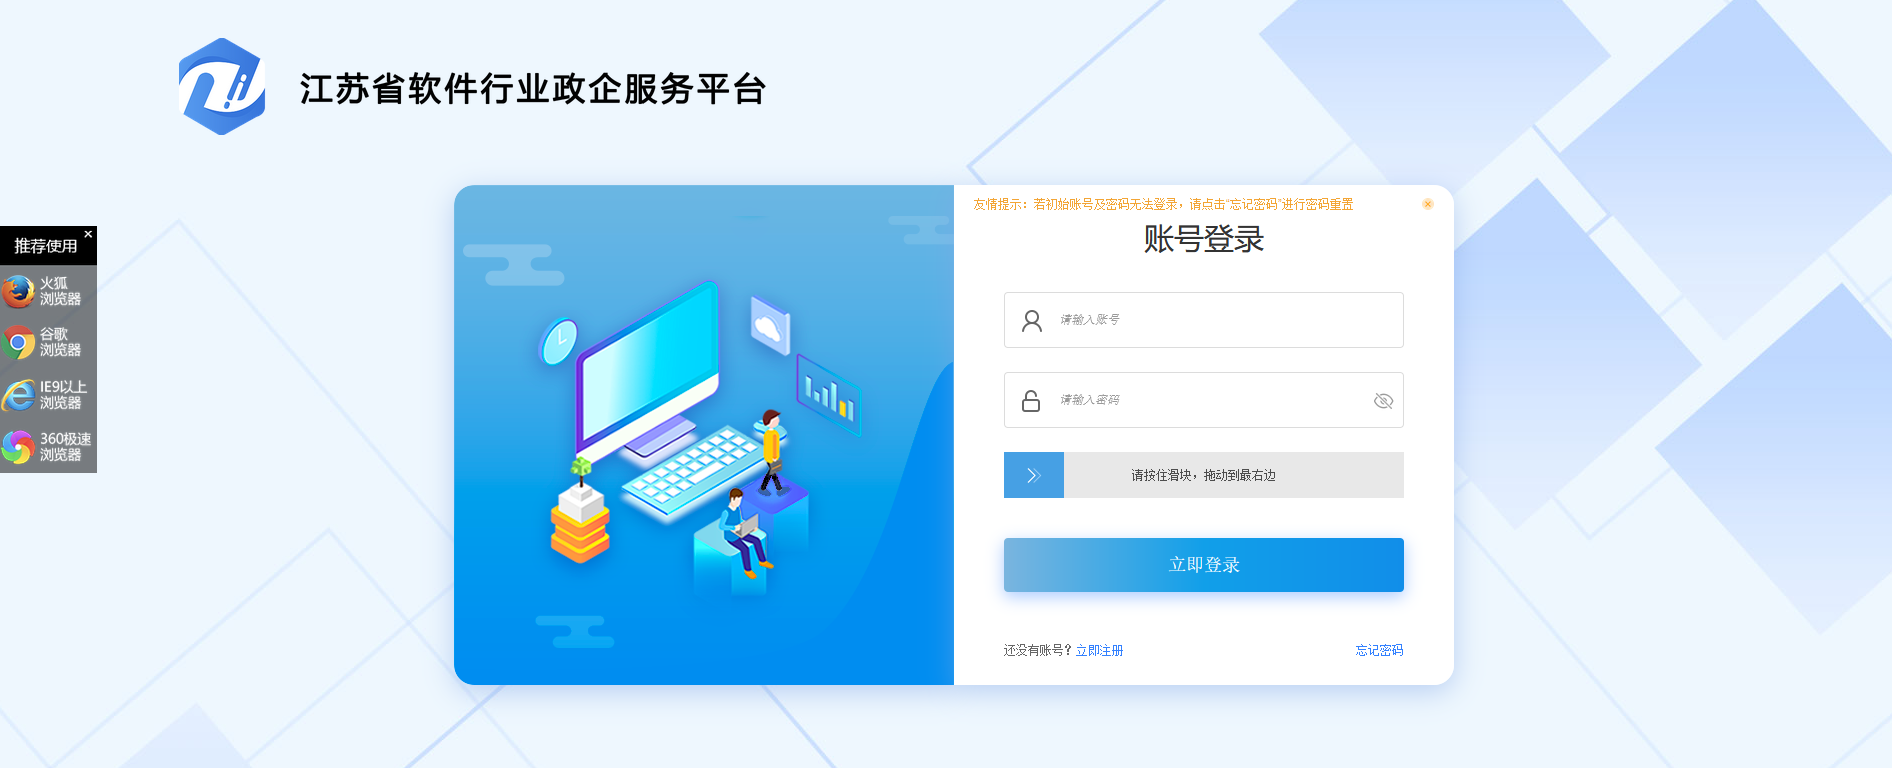 江苏省软件行业政企服务平台
推荐使用
火狐
浏览器
谷歌
浏览器
IE9以上
浏览器
360极速
浏览器
友情提示：若初始账号及密码无法登录，请点击“忘记密码”进行密码重置
账号登录
请输入账号
请输入密码
请按住滑块，拖动到最右边
立即登录
还没有账号？立即注册
忘记密码